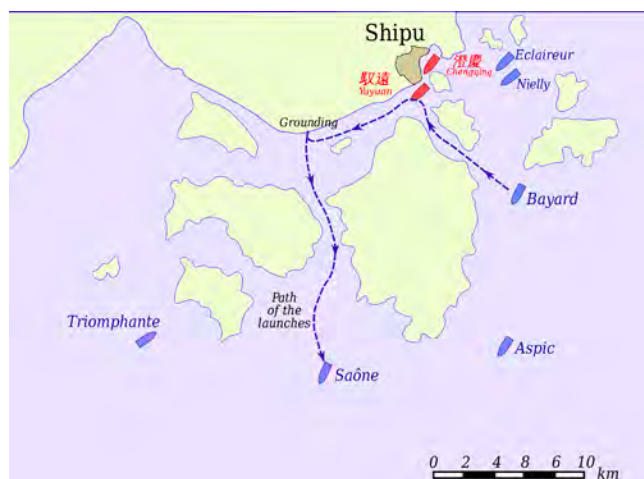 Shipu
澄慶
Chengqing
馭遠
Yuyuan
Eclaireur
Nielly
Grounding
Bayard
Path
of the
launches
Triomphante
Saône
Aspic
0 2 4 6 8 10
km